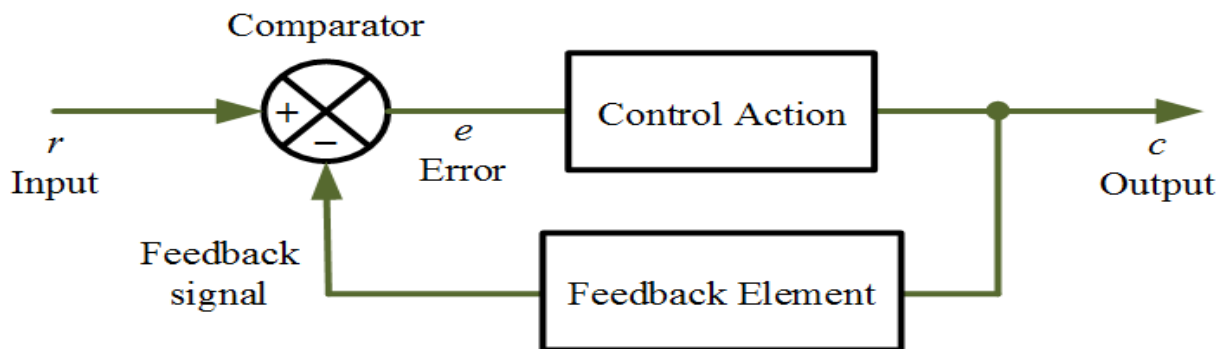 Comparator
+
−
r
Input
e
Error
Control Action
c
Output
Feedback
signal
Feedback Element